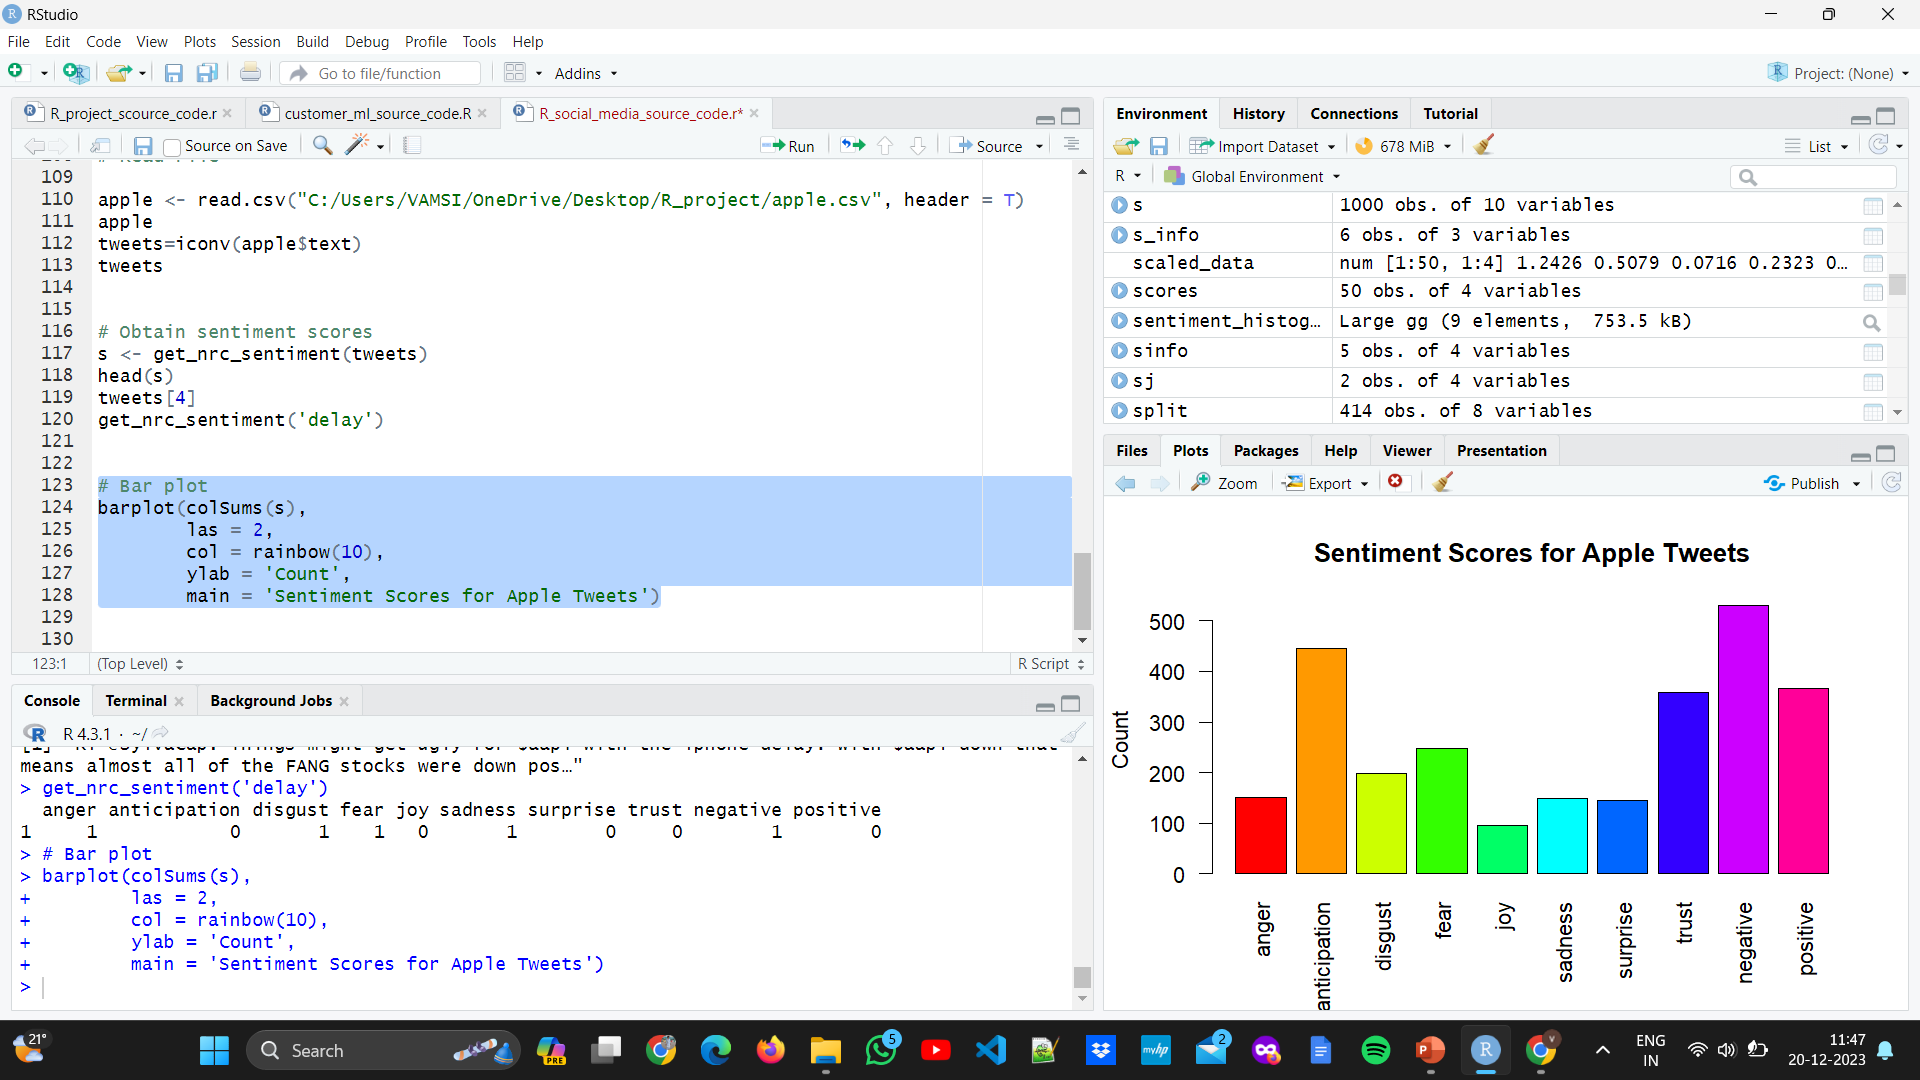 RStudio
File Edit Code View Plots Session Build Debug Profile Tools Help
Go to file/function Addins Project: (None)
R_project_scource_code.r customer_ml_source_code.R R_social_media_source_code.r*
Source on Save Run Source
109
110 apple <- read.csv("C:/Users/VAMSI/OneDrive/Desktop/R_project/apple.csv", header = T)
111 apple
112 tweets=iconv(apple$text)
113 tweets
114
115
116 # Obtain sentiment scores
117 s <- get_nrc_sentiment(tweets)
118 head(s)
119 tweets[4]
120 get_nrc_sentiment('delay')
121
122
123 # Bar plot
124 barplot(colSums(s),
125 las = 2,
126 col = rainbow(10),
127 ylab = 'Count',
128 main = 'Sentiment Scores for Apple Tweets')
129
130
123:1 (Top Level) R Script
Console Terminal Background Jobs
R 4.3.1 · ~/
means almost all of the FANG stocks were down pos…"
> get_nrc_sentiment('delay')
anger anticipation disgust fear joy sadness surprise trust negative positive
1 1 0 1 1 0 1 0 0 1 0
> # Bar plot
> barplot(colSums(s),
+ las = 2,
+ col = rainbow(10),
+ ylab = 'Count',
+ main = 'Sentiment Scores for Apple Tweets')
>
Environment History Connections Tutorial
Import Dataset 678 MiB List
R Global Environment
s 1000 obs. of 10 variables
s_info 6 obs. of 3 variables
scaled_data num [1:50, 1:4] 1.2426 0.5079 0.0716 0.2323 0…
scores 50 obs. of 4 variables
sentiment_histog… Large gg (9 elements, 753.5 kB)
sinfo 5 obs. of 4 variables
sj 2 obs. of 4 variables
split 414 obs. of 8 variables
Files Plots Packages Help Viewer Presentation
Zoom Export Publish
Sentiment Scores for Apple Tweets
Count
500
400
300
200
100
0
anger
anticipation
disgust
fear
joy
sadness
surprise
trust
negative
positive
21° Search PRE 5 myhp 2 P R V ENG 11:47
IN 20-12-2023